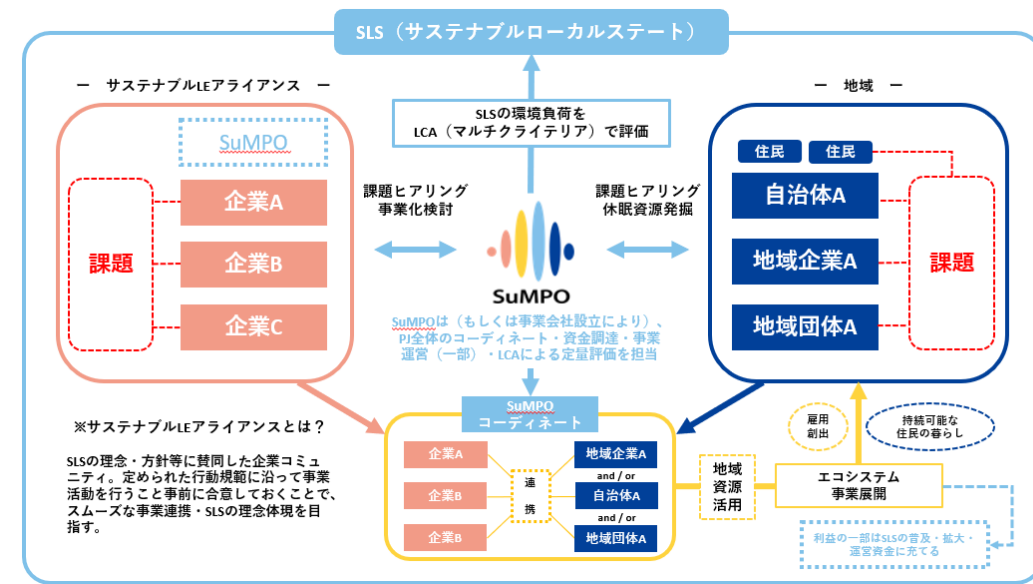 SLS（サステナブルローカルステート）
ー サステナブルLEアライアンス ー
SuMPO
課題
企業A
企業B
企業C
SLSの環境負荷を
LCA（マルチクライテリア）で評価
課題ヒアリング
事業化検討
課題ヒアリング
休眠資源発掘
SuMPO
SuMPOは（もしくは事業会社設立により）、
PJ全体のコーディネート・資金調達・事業
運営（一部）・LCAによる定量評価を担当
ー 地域 ー
住民
住民
自治体A
地域企業A
地域団体A
課題
※サステナブルLEアライアンスとは？
SLSの理念・方針等に賛同した企業コミュ
ニティ。定められた行動規範に沿って事業
活動を行うこと事前に合意しておくことで、
スムーズな事業連携・SLSの理念体現を目
指す。
SuMPO
コーディネート
企業A
企業B
企業B
連
携
地域企業A
and / or
自治体A
and / or
地域団体A
地域
資源
活用
雇用
創出
持続可能な
住民の暮らし
エコシステム
事業展開
利益の一部はSLSの普及・拡大・
運営資金に充てる